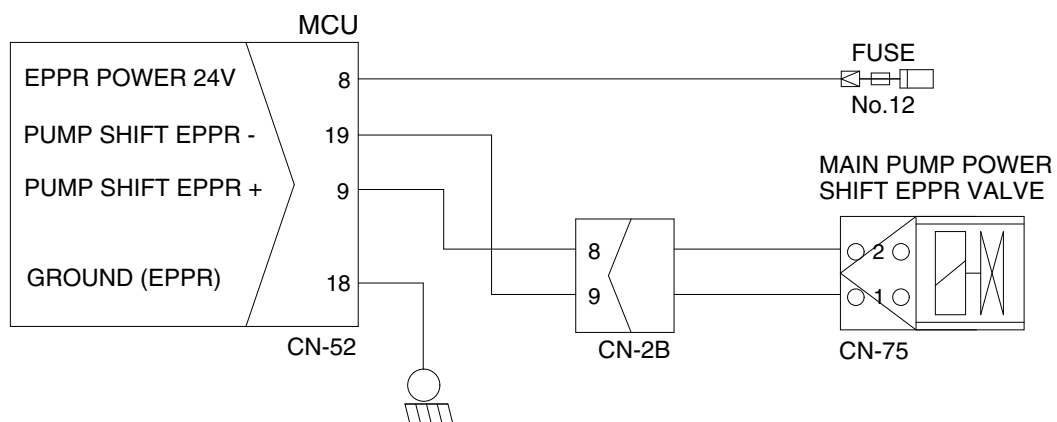 MCU
EPPR POWER 24V
8
FUSE
No.12
PUMP SHIFT EPPR -
19
PUMP SHIFT EPPR +
9
MAIN PUMP POWER
SHIFT EPPR VALVE
8
2
GROUND (EPPR)
18
9
1
CN-52
CN-2B
CN-75